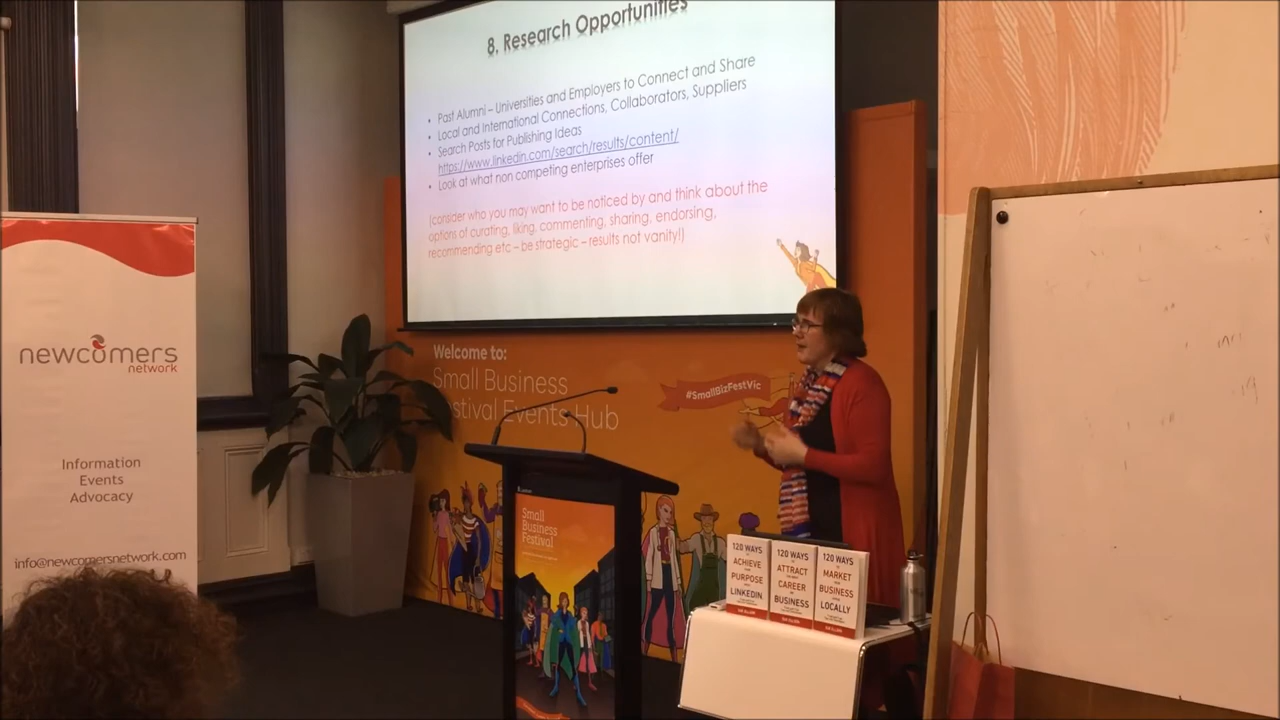 8. Research Opportunities
• Past Alumni – Universities and Employers to Connect and Share
• Local and International Connections, Collaborators, Suppliers
• Search Posts for Publishing Ideas
https://www.linkedin.com/search/results/content/
• Look at what non competing enterprises offer
(consider who you may want to be noticed by and think about the
options of curating, liking, commenting, sharing, endorsing,
recommending etc – be strategic – results not vanity!)
newcomers
network
Information
Events
Advocacy
info@newcomersnetwork.com
Welcome to:
Small Business
Festival Events Hub
#SmallBizFestVic
Small
Business
Festival
120 WAYS
ACHIEVE
PURPOSE
LINKEDIN
120 WAYS
ATTRACT
CAREER
BUSINESS
120 WAYS
MARKET
BUSINESS
LOCALLY